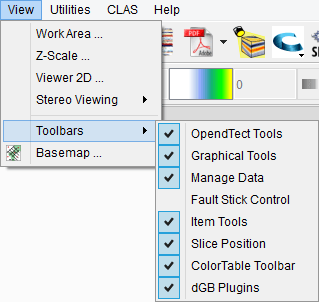 View Utilities CLAS Help
Work Area ...
Z-Scale ...
PDF
Viewer 2D ...
0
Stereo Viewing
Toolbars
OpendTect Tools
Basemap ...
Graphical Tools
Manage Data
Fault Stick Control
Item Tools
Slice Position
ColorTable Toolbar
dGB Plugins